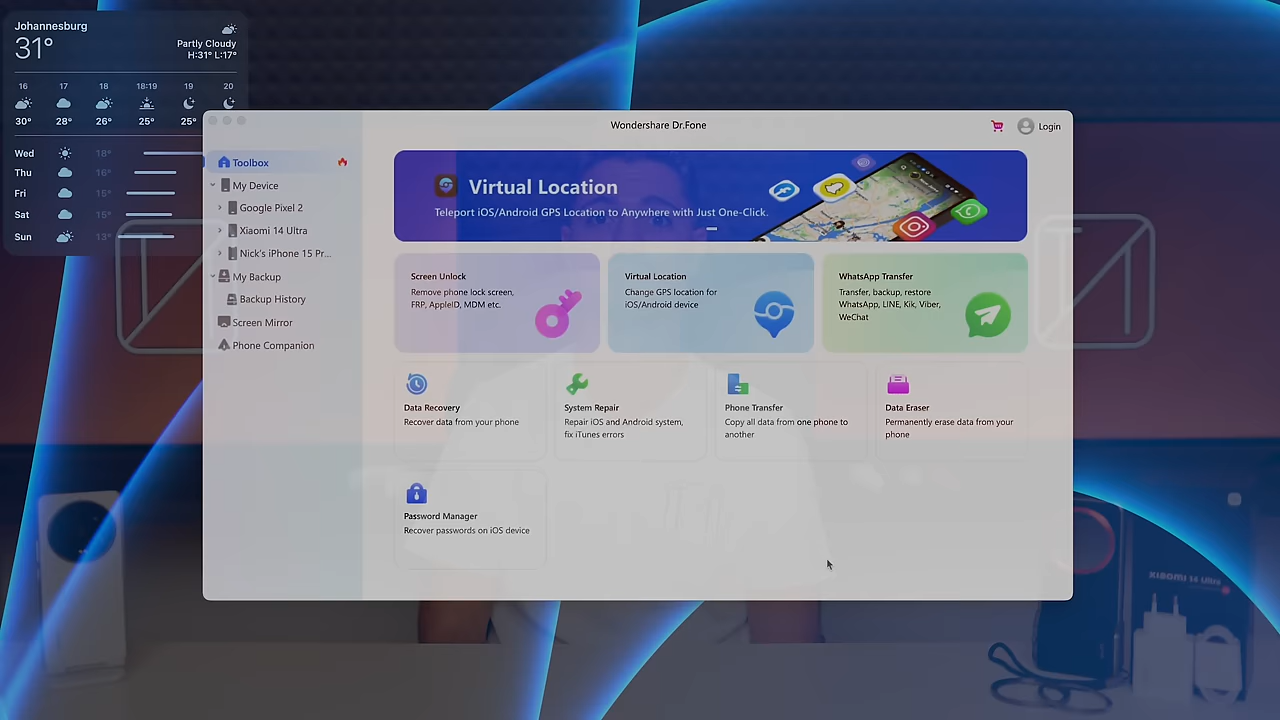 Johannesburg
31°
Partly Cloudy
H:31° L:17°
16 17 18 18:19 19 20
30° 28° 26° 25° 25°
Wed 18°
Thu 16°
Fri 15°
Sat 15°
Sun 13°
Wondershare Dr.Fone
Login
Toolbox
My Device
Google Pixel 2
Xiaomi 14 Ultra
Nick's iPhone 15 Pr...
My Backup
Backup History
Screen Mirror
Phone Companion
Virtual Location
Teleport iOS/Android GPS Location to Anywhere with Just One-Click.
Screen Unlock
Remove phone lock screen,
FRP, AppleID, MDM etc.
Virtual Location
Change GPS location for
iOS/Android device
WhatsApp Transfer
Transfer, backup, restore
WhatsApp, LINE, Kik, Viber,
WeChat
Data Recovery
Recover data from your phone
System Repair
Repair iOS and Android system,
fix iTunes errors
Phone Transfer
Copy all data from one phone to
another
Data Eraser
Permanently erase data from your
phone
Password Manager
Recover passwords on iOS device
XIAOMI 14 Ultra